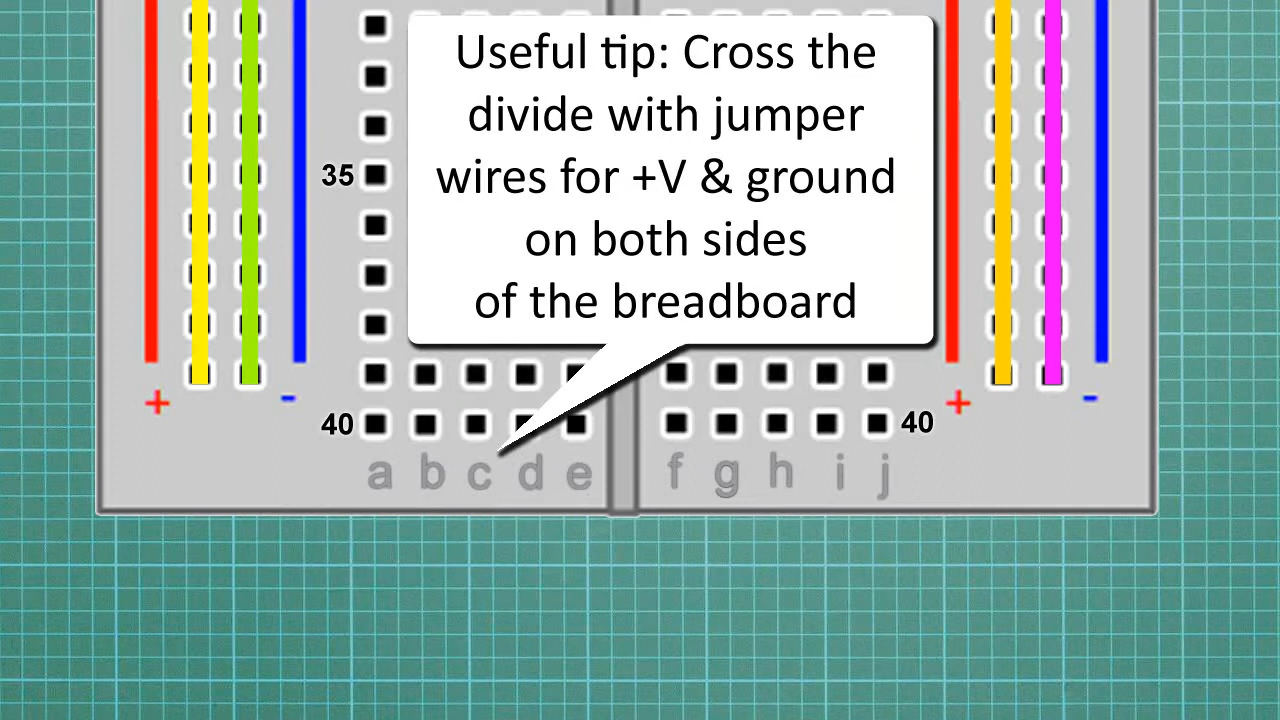 Useful tip: Cross the
divide with jumper
wires for +V & ground
on both sides
of the breadboard
35
+ - + -
40 40
a b c d e f g h i j